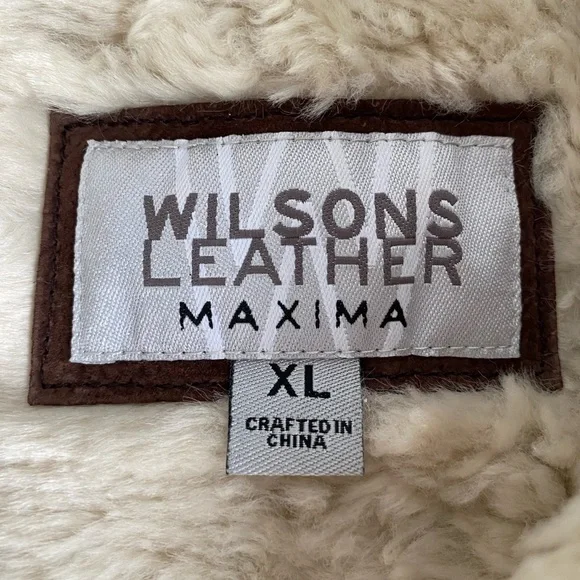 WILSONS
LEATHER
MAXIMA
XL
CRAFTED IN
CHINA